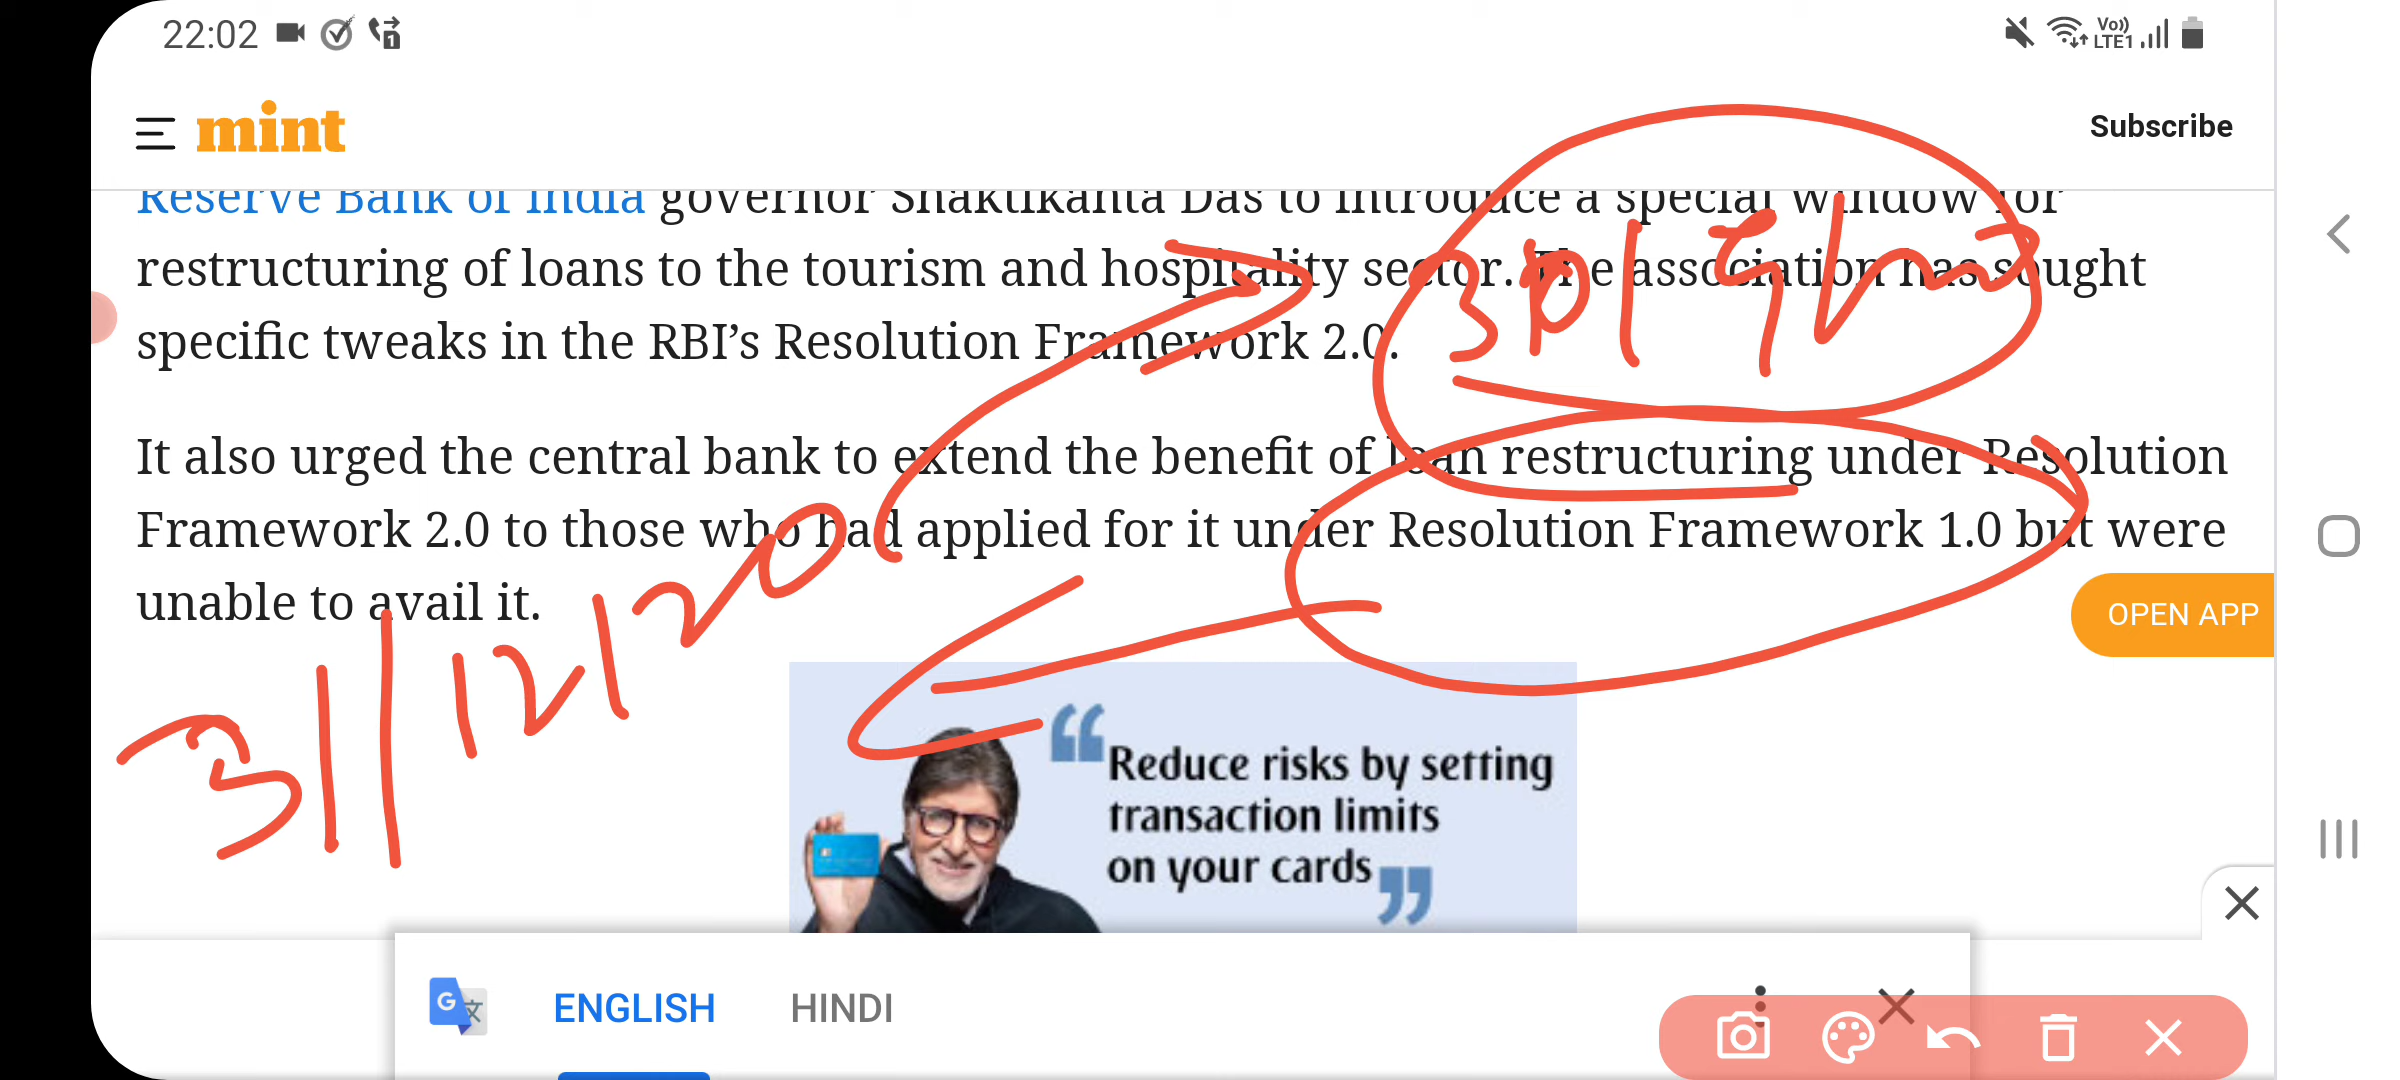 22:02
Vo)) LTE1
mint
Subscribe
Reserve Bank of India governor Shaktikanta Das to introduce a special window for
restructuring of loans to the tourism and hospitality sector. The association has sought
specific tweaks in the RBI’s Resolution Framework 2.0.
It also urged the central bank to extend the benefit of loan restructuring under Resolution
Framework 2.0 to those who had applied for it under Resolution Framework 1.0 but were
unable to avail it.
31/12/20
OPEN APP
“Reduce risks by setting
transaction limits
on your cards”
ENGLISH HINDI